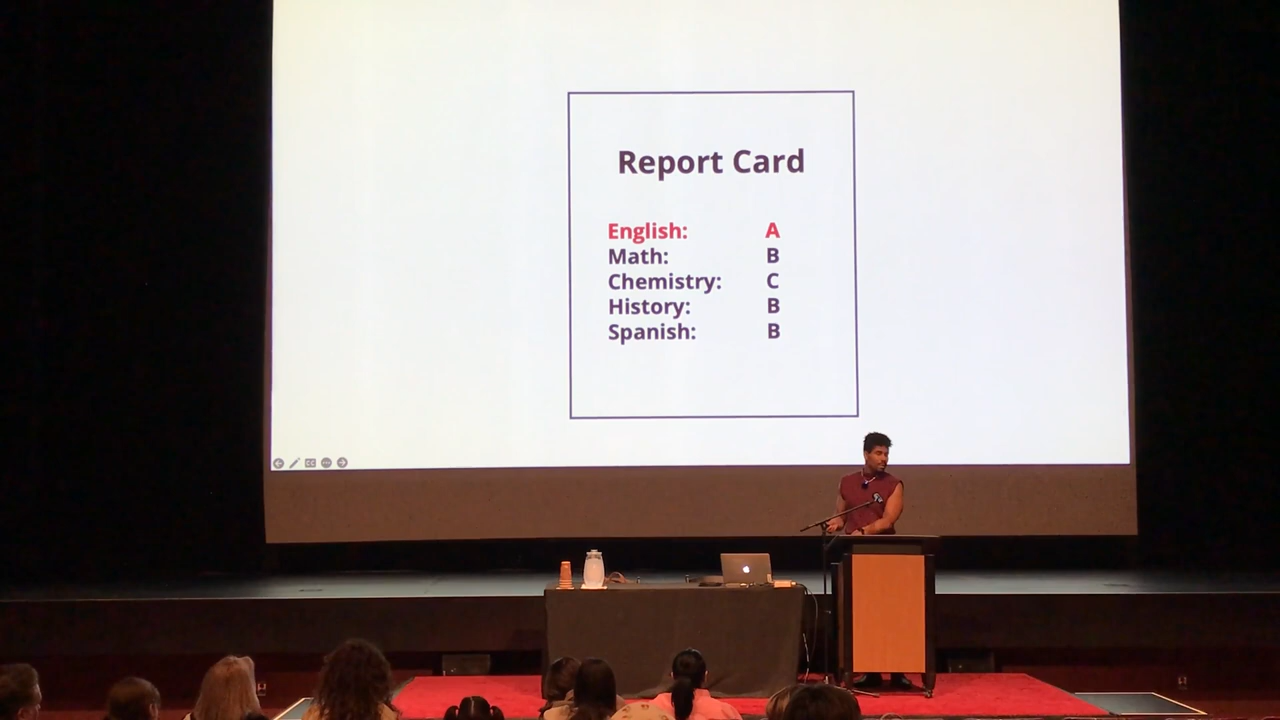 Report Card
English: A
Math: B
Chemistry: C
History: B
Spanish: B